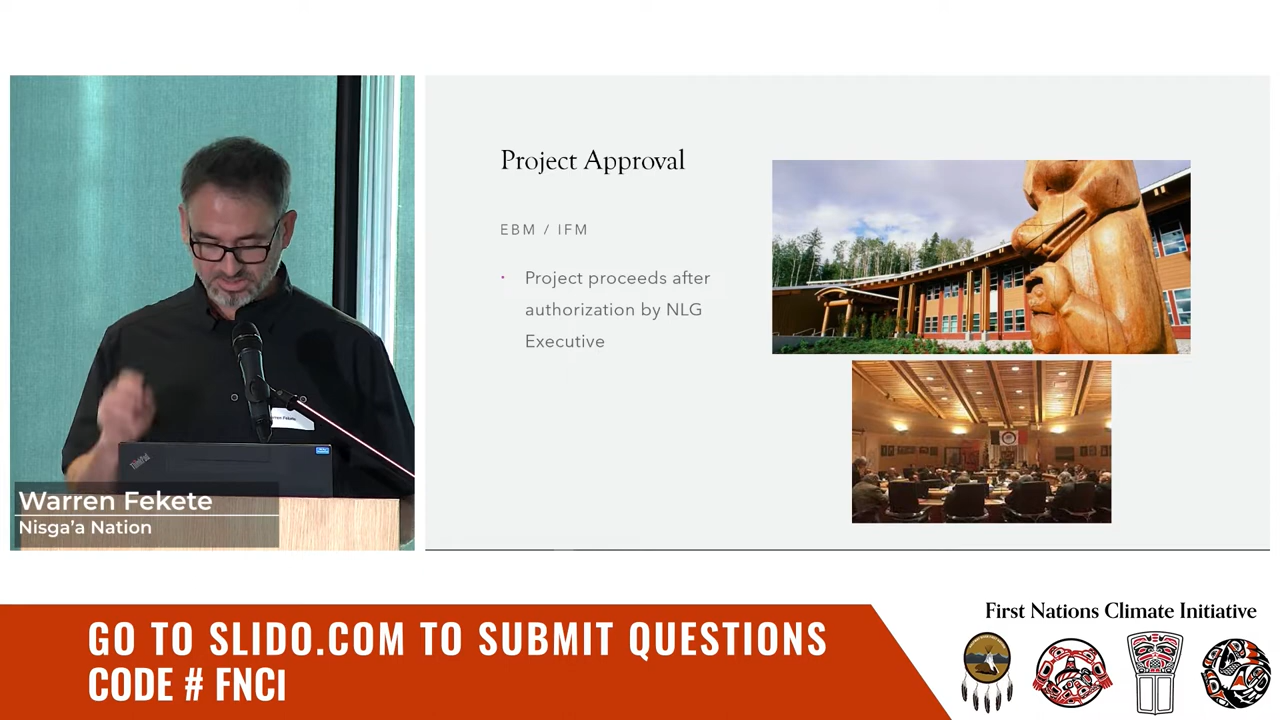 Project Approval
EBM / IFM
Project proceeds after
authorization by NLG
Executive
ThinkPad
Warren Fekete
Nisga'a Nation
First Nations Climate Initiative
GO TO SLIDO.COM TO SUBMIT QUESTIONS
CODE # FNCI